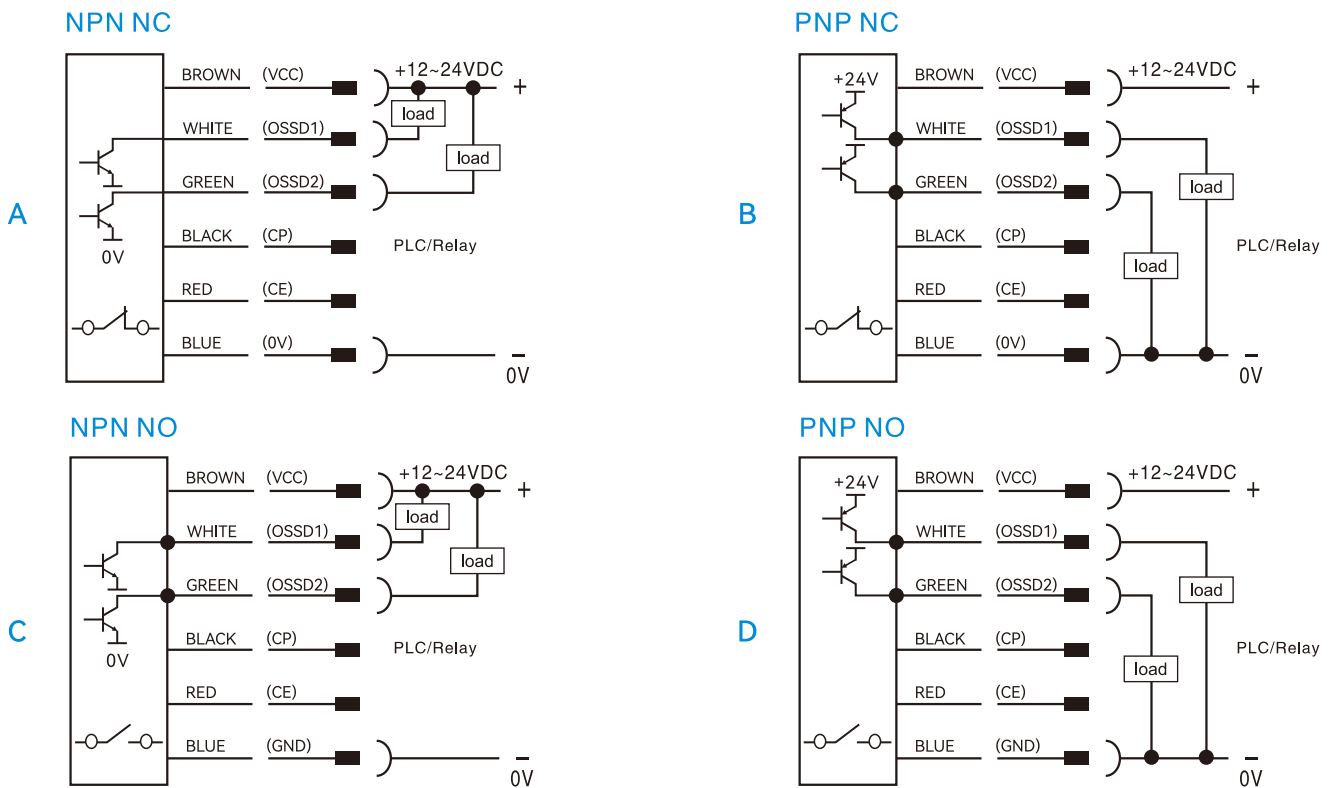 NPN NC
BROWN (VCC) +12~24VDC +
load
WHITE (OSSD1)
load
GREEN (OSSD2)
A
BLACK (CP) PLC/Relay
0V
RED (CE)
BLUE (0V) –
0V
PNP NC
+24V BROWN (VCC) +12~24VDC +
WHITE (OSSD1)
GREEN (OSSD2) load
B
BLACK (CP) PLC/Relay
load
RED (CE)
BLUE (0V) –
0V
NPN NO
BROWN (VCC) +12~24VDC +
load
WHITE (OSSD1)
load
GREEN (OSSD2)
C
BLACK (CP) PLC/Relay
0V
RED (CE)
BLUE (GND) –
0V
PNP NO
+24V BROWN (VCC) +12~24VDC +
WHITE (OSSD1)
GREEN (OSSD2) load
D
BLACK (CP) PLC/Relay
load
RED (CE)
BLUE (GND) –
0V